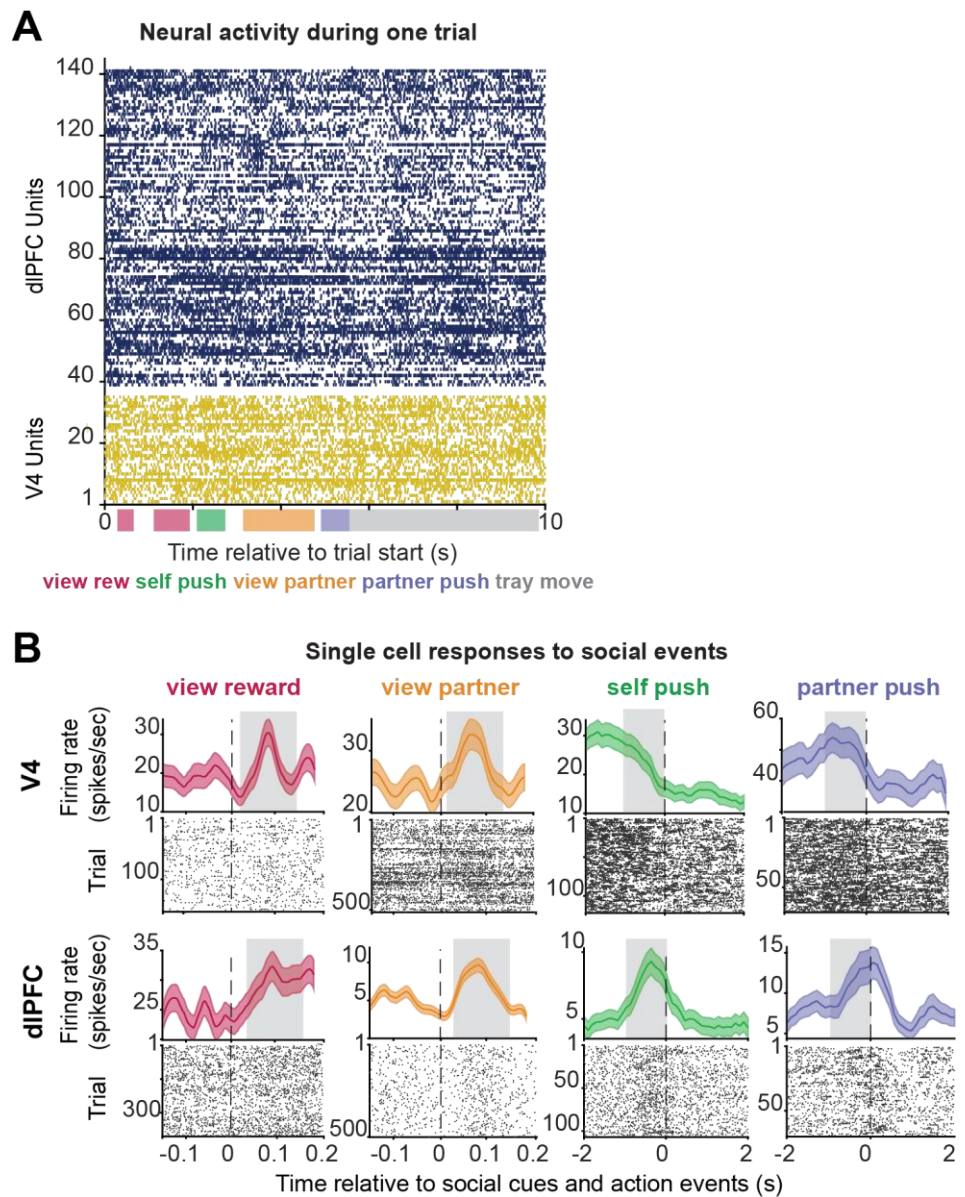 A
Neural activity during one trial
140
120
100
80
60
40
20
1
dlPFC Units
V4 Units
0 10
Time relative to trial start (s)
view rew self push view partner partner push tray move
B
Single cell responses to social events
view reward view partner self push partner push
V4
Firing rate
(spikes/sec)
30
20
10
30
20
30
20
10
60
40
Trial
1
100
1
500
1
100
1
50
dlPFC
Firing rate
(spikes/sec)
35
25
10
5
10
5
15
10
5
Trial
1
300
1
500
1
50
100
1
50
-0.1 0 0.1 0.2 -0.1 0 0.1 0.2 -2 0 2 -2 0 2
Time relative to social cues and action events (s)